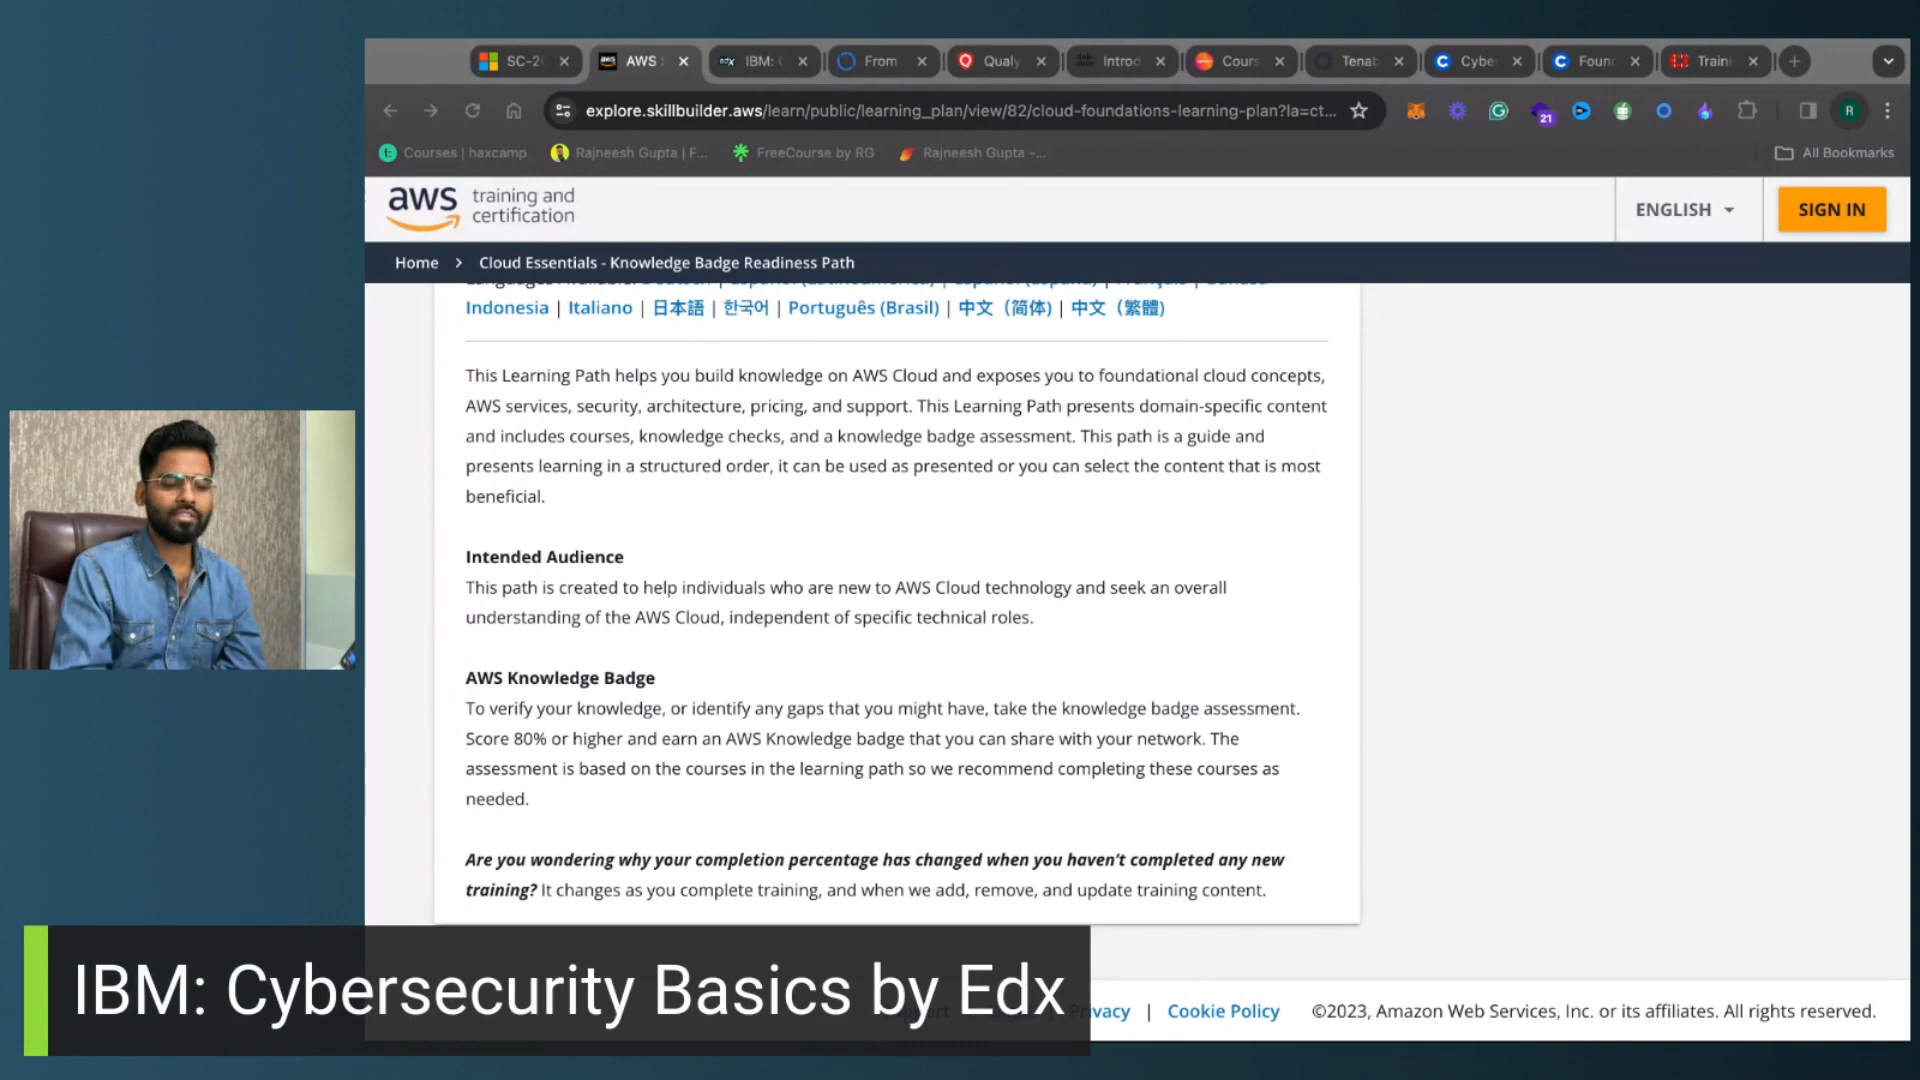 SC-2
AWS
IBM:
From
Qualy
Introd
Cours
Tenab
Cybe
Foun
Traini
explore.skillbuilder.aws/learn/public/learning_plan/view/82/cloud-foundations-learning-plan?la=ct...
21
R
Courses | haxcamp
Rajneesh Gupta | F...
FreeCourse by RG
Rajneesh Gupta -...
All Bookmarks
aws training and certification
ENGLISH
SIGN IN
Home > Cloud Essentials - Knowledge Badge Readiness Path
Indonesia | Italiano | 日本語 | 한국어 | Português (Brasil) | 中文（简体) | 中文（繁體)
This Learning Path helps you build knowledge on AWS Cloud and exposes you to foundational cloud concepts,
AWS services, security, architecture, pricing, and support. This Learning Path presents domain-specific content
and includes courses, knowledge checks, and a knowledge badge assessment. This path is a guide and
presents learning in a structured order, it can be used as presented or you can select the content that is most
beneficial.
Intended Audience
This path is created to help individuals who are new to AWS Cloud technology and seek an overall
understanding of the AWS Cloud, independent of specific technical roles.
AWS Knowledge Badge
To verify your knowledge, or identify any gaps that you might have, take the knowledge badge assessment.
Score 80% or higher and earn an AWS Knowledge badge that you can share with your network. The
assessment is based on the courses in the learning path so we recommend completing these courses as
needed.
Are you wondering why your completion percentage has changed when you haven't completed any new
training? It changes as you complete training, and when we add, remove, and update training content.
IBM: Cybersecurity Basics by Edx
| Cookie Policy ©2023, Amazon Web Services, Inc. or its affiliates. All rights reserved.